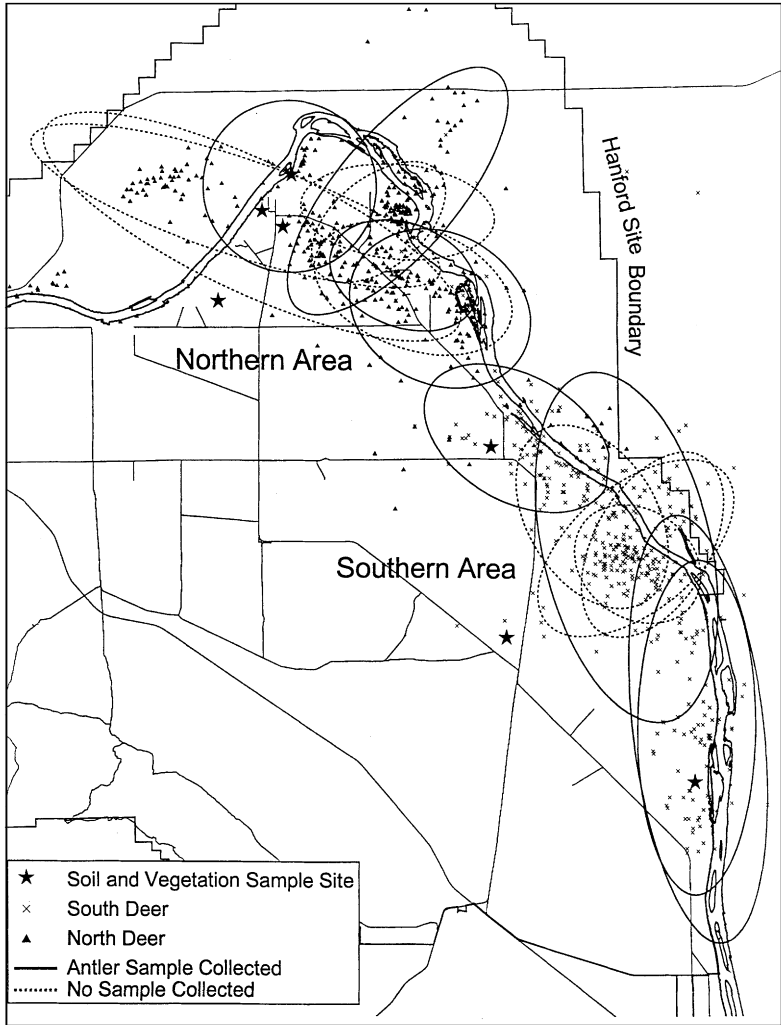 Hanford Site Boundary
Northern Area
Southern Area
Soil and Vegetation Sample Site
South Deer
North Deer
Antler Sample Collected
No Sample Collected